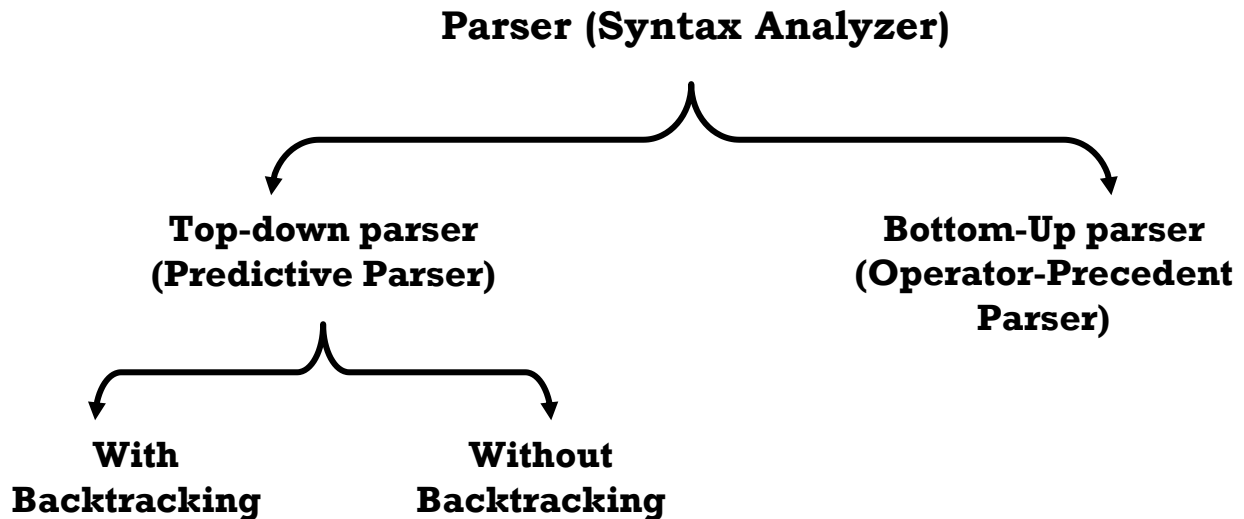 Parser (Syntax Analyzer)
Top-down parser
(Predictive Parser)
Bottom-Up parser
(Operator-Precedent
Parser)
With
Backtracking
Without
Backtracking